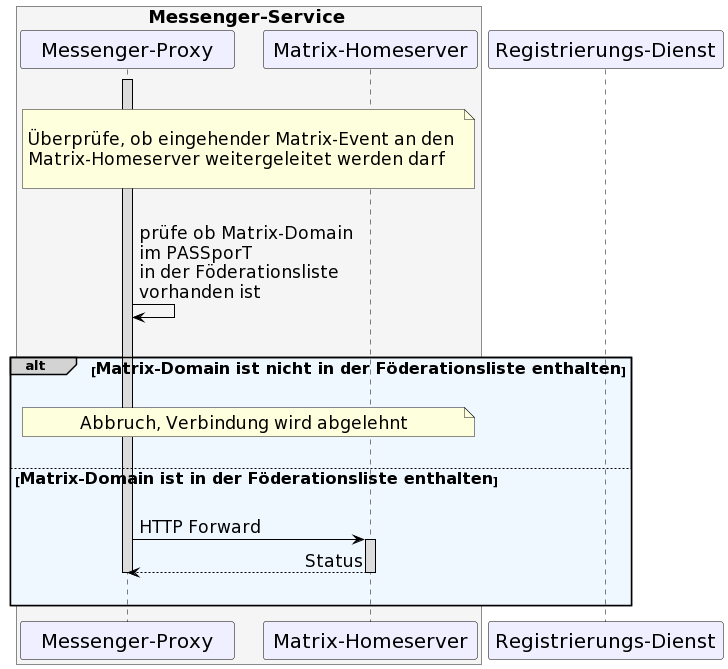 Messenger-Service
Messenger-Proxy
Matrix-Homeserver
Registrierungs-Dienst
Überprüfe, ob eingehender Matrix-Event an den
Matrix-Homeserver weitergeleitet werden darf
prüfe ob Matrix-Domain
im PASSporT
in der Föderationsliste
vorhanden ist
alt
[Matrix-Domain ist nicht in der Föderationsliste enthalten]
Abbruch, Verbindung wird abgelehnt
[Matrix-Domain ist in der Föderationsliste enthalten]
HTTP Forward
Status
Messenger-Proxy
Matrix-Homeserver
Registrierungs-Dienst